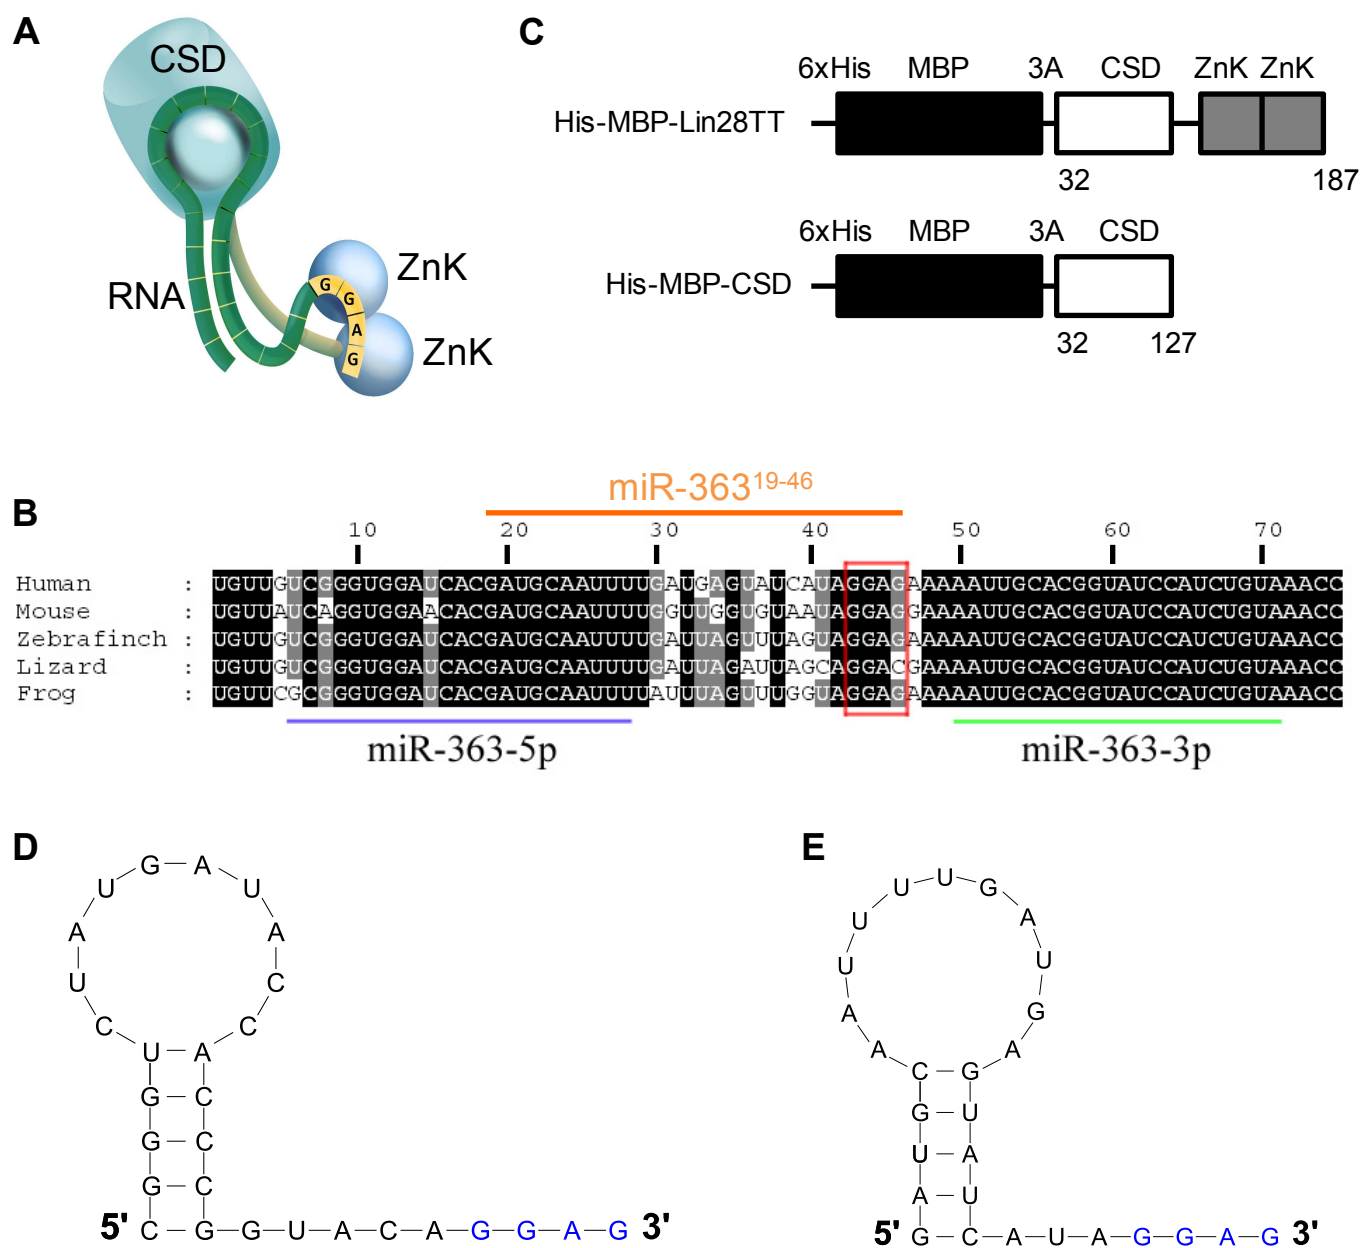 A
CSD
RNA
G
G
A
G
ZnK
ZnK
C
6xHis MBP 3A CSD ZnK ZnK
His-MBP-Lin28TT
32 187
6xHis MBP 3A CSD
His-MBP-CSD
32 127
B
miR-363¹⁹⁻⁴⁶
10 20 30 40 50 60 70
Human : UGUUGUCGGGUGGAUCACGAUGCAAUUUUGAUGAGUAUCAUAGGAGAAAAAUUGCACGGUAUCCAUCUGUAAACC
Mouse : UGUUAUCAGGUGGAACACGAUGCAAUUUUGGUUGGUGUAAUAGGAGGAAAAUUGCACGGUAUCCAUCUGUAAACC
Zebrafinch : UGUUGUCGGGUGGAUCACGAUGCAAUUUUGAUUAGUUUAGUAGGAGAAAAAUUGCACGGUAUCCAUCUGUAAACC
Lizard : UGUUGUCGGGUGGAUCACGAUGCAAUUUUGAUUAGAUUAGCAGGACGAAAAUUGCACGGUAUCCAUCUGUAAACC
Frog : UGUUCGCGGGUGGAUCACGAUGCAAUUUUAUUUAGUUUGGUAGGAGAAAAAUUGCACGGUAUCCAUCUGUAAACC
miR-363-5p miR-363-3p
D
G A
U U
A A
U C
C C
U A
G C
G C
G C
5' C G G U A C A G G A G 3'
E
U U G
U A
U U
A G
A A
C G
G U
U A
A U
5' G C A U A G G A G 3'